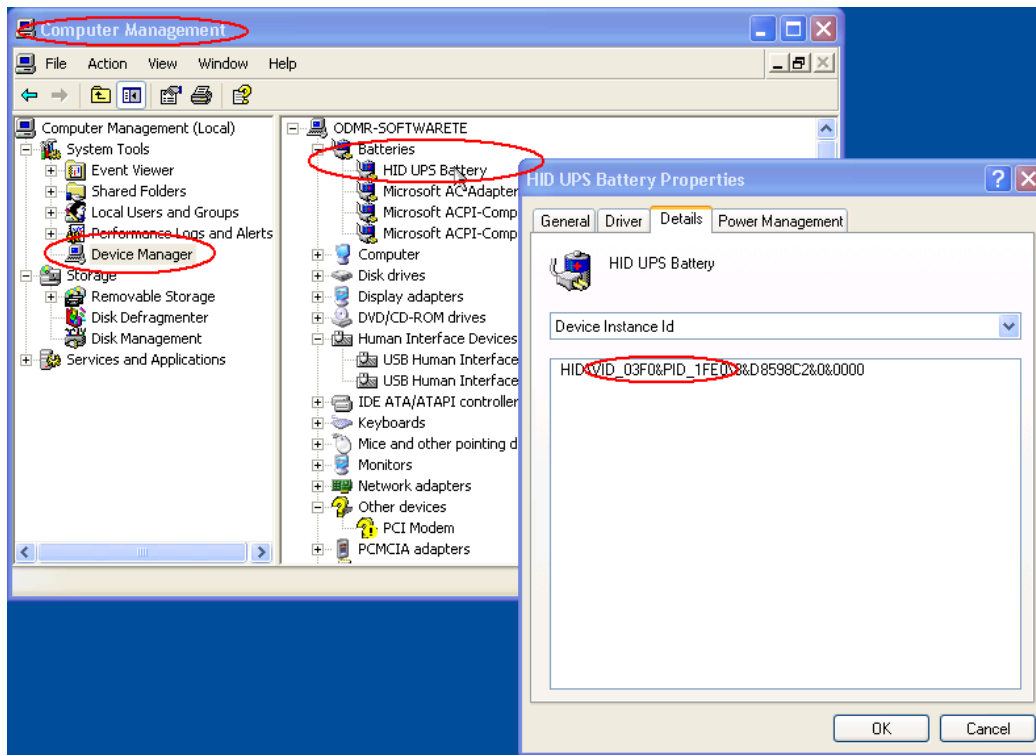 Computer Management
File Action View Window Help
Computer Management (Local)
System Tools
Event Viewer
Shared Folders
Local Users and Groups
Performance Logs and Alerts
Device Manager
Storage
Removable Storage
Disk Defragmenter
Disk Management
Services and Applications
ODMR-SOFTWARETE
Batteries
HID UPS Battery
Microsoft AC Adapter
Microsoft ACPI-Comp
Microsoft ACPI-Comp
Computer
Disk drives
Display adapters
DVD/CD-ROM drives
Human Interface Devices
USB Human Interface
USB Human Interface
IDE ATA/ATAPI controller
Keyboards
Mice and other pointing d
Monitors
Network adapters
Other devices
PCI Modem
PCMCIA adapters
HID UPS Battery Properties
General Driver Details Power Management
HID UPS Battery
Device Instance Id
HID\VID_03F0&PID_1FE0\8&D8598C2&0&0000
OK Cancel